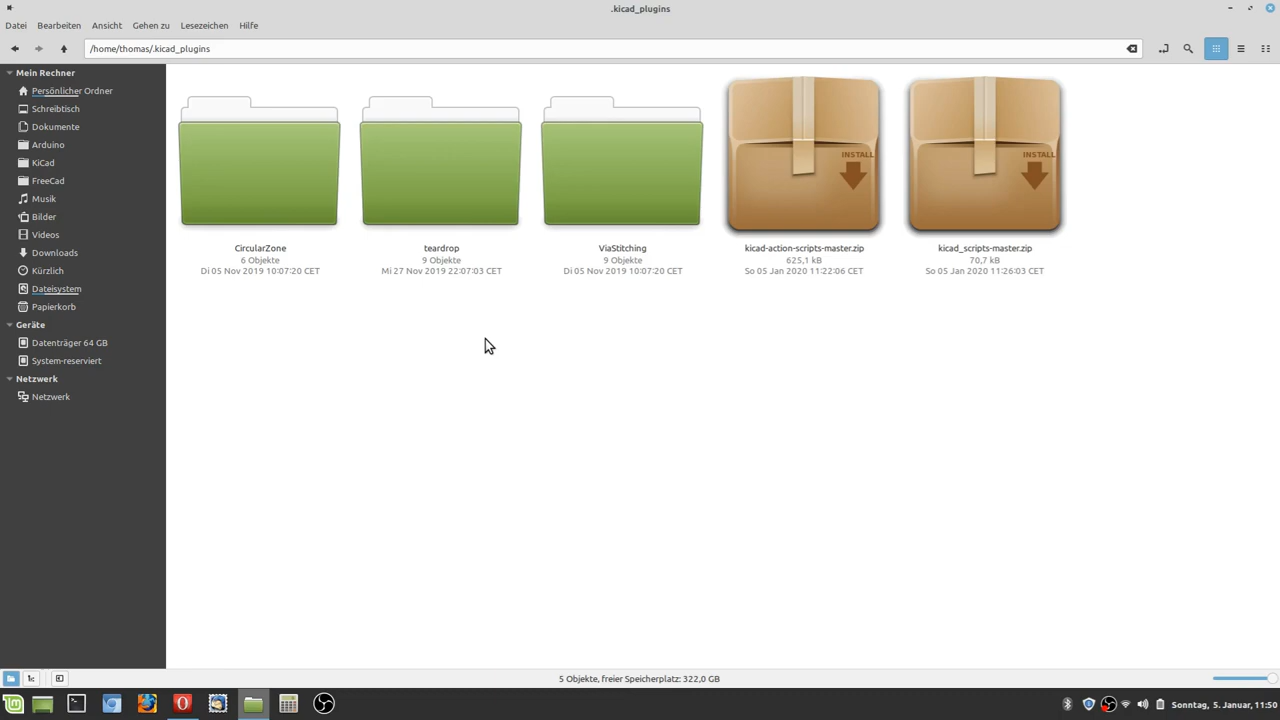 .kicad_plugins
Datei Bearbeiten Ansicht Gehen zu Lesezeichen Hilfe
/home/thomas/.kicad_plugins
Mein Rechner
Persönlicher Ordner
Schreibtisch
Dokumente
Arduino
KiCad
FreeCad
Musik
Bilder
Videos
Downloads
Kürzlich
Dateisystem
Papierkorb
Geräte
Datenträger 64 GB
System-reserviert
Netzwerk
Netzwerk
CircularZone
6 Objekte
Di 05 Nov 2019 10:07:20 CET
teardrop
9 Objekte
Mi 27 Nov 2019 22:07:03 CET
ViaStitching
9 Objekte
Di 05 Nov 2019 10:07:20 CET
INSTALL
kicad-action-scripts-master.zip
625,1 kB
So 05 Jan 2020 11:22:06 CET
INSTALL
kicad_scripts-master.zip
70,7 kB
So 05 Jan 2020 11:26:03 CET
5 Objekte, freier Speicherplatz: 322,0 GB
Sonntag, 5. Januar, 11:50